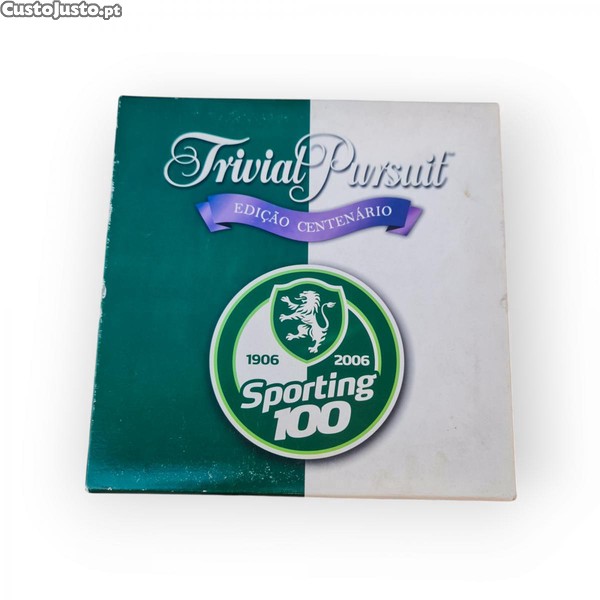 CustoJusto.pt
Trivial Pursuit
EDIÇÃO CENTENÁRIO
1906 2006
Sporting
100